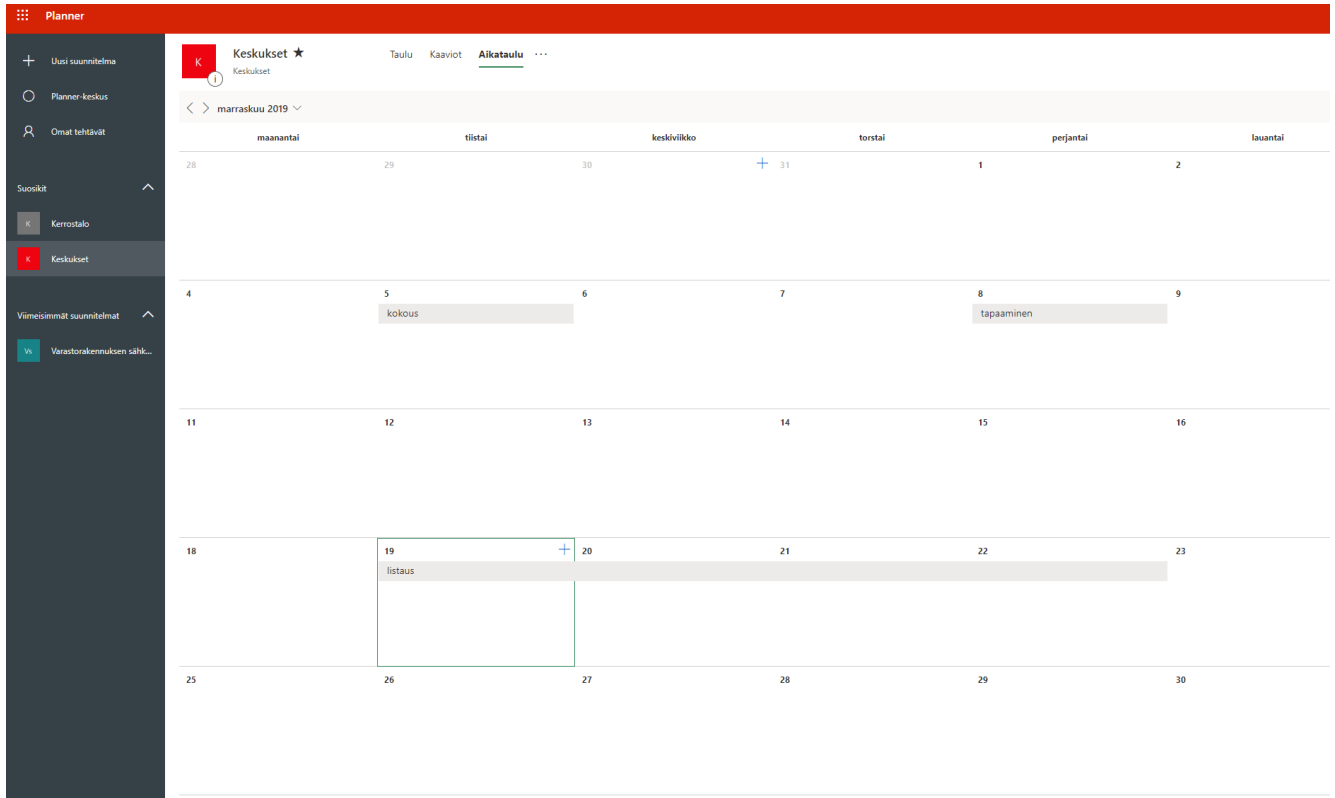 Planner
Uusi suunnitelma
Planner-keskus
Omat tehtävät
Suosikit
K Kerrostalo
K Keskukset
Viimeisimmät suunnitelmat
Vs Varastorakennuksen sähk...
K Keskukset ★ Taulu Kaaviot Aikataulu ...
Keskukset
marraskuu 2019
maanantai tiistai keskiviikko torstai perjantai lauantai
28 29 30 31 1 2
4 5 6 7 8 9
kokous tapaaminen
11 12 13 14 15 16
18 19 20 21 22 23
listaus
25 26 27 28 29 30